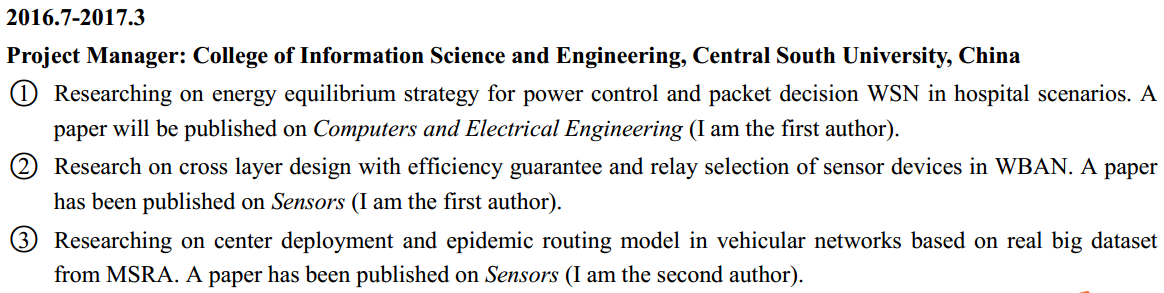 2016.7-2017.3
Project Manager: College of Information Science and Engineering, Central South University, China
① Researching on energy equilibrium strategy for power control and packet decision WSN in hospital scenarios. A
paper will be published on Computers and Electrical Engineering (I am the first author).
② Research on cross layer design with efficiency guarantee and relay selection of sensor devices in WBAN. A paper
has been published on Sensors (I am the first author).
③ Researching on center deployment and epidemic routing model in vehicular networks based on real big dataset
from MSRA. A paper has been published on Sensors (I am the second author).